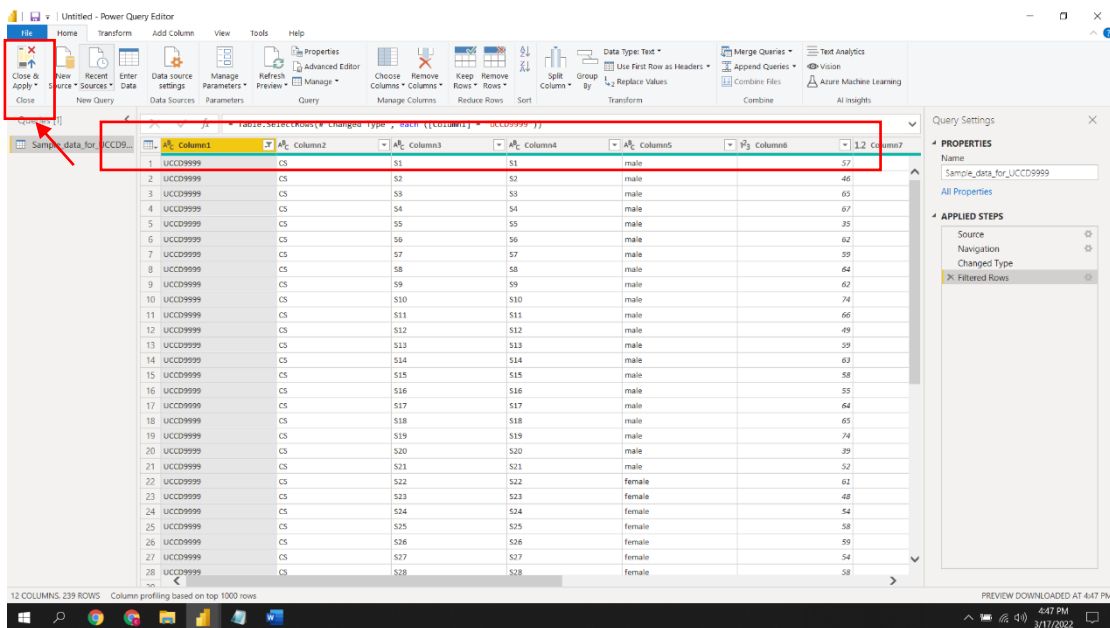 Untitled - Power Query Editor
File Home Transform Add Column View Tools Help
Close & Apply New Source Recent Sources Enter Data Data source settings Manage Parameters Refresh Preview Properties Advanced Editor Manage Choose Columns Remove Columns Keep Rows Remove Rows Split Column Group By Data Type: Text Use First Row as Headers Replace Values Merge Queries Append Queries Combine Files Text Analytics Vision Azure Machine Learning
Close New Query Data Sources Parameters Query Manage Columns Reduce Rows Sort Transform Combine AI Insights
Queries [1] fx = Table.SelectRows(#"Changed Type", each ([Column1] = "UCCD9999"))
Sample_data_for_UCCD9...
Column1 Column2 Column3 Column4 Column5 Column6 1.2 Column7
1 UCCD9999 CS S1 S1 male 57
2 UCCD9999 CS S2 S2 male 46
3 UCCD9999 CS S3 S3 male 65
4 UCCD9999 CS S4 S4 male 67
5 UCCD9999 CS S5 S5 male 35
6 UCCD9999 CS S6 S6 male 62
7 UCCD9999 CS S7 S7 male 59
8 UCCD9999 CS S8 S8 male 64
9 UCCD9999 CS S9 S9 male 62
10 UCCD9999 CS S10 S10 male 74
11 UCCD9999 CS S11 S11 male 66
12 UCCD9999 CS S12 S12 male 49
13 UCCD9999 CS S13 S13 male 59
14 UCCD9999 CS S14 S14 male 63
15 UCCD9999 CS S15 S15 male 58
16 UCCD9999 CS S16 S16 male 55
17 UCCD9999 CS S17 S17 male 64
18 UCCD9999 CS S18 S18 male 65
19 UCCD9999 CS S19 S19 male 74
20 UCCD9999 CS S20 S20 male 39
21 UCCD9999 CS S21 S21 male 52
22 UCCD9999 CS S22 S22 female 61
23 UCCD9999 CS S23 S23 female 48
24 UCCD9999 CS S24 S24 female 54
25 UCCD9999 CS S25 S25 female 58
26 UCCD9999 CS S26 S26 female 59
27 UCCD9999 CS S27 S27 female 54
28 UCCD9999 CS S28 S28 female 58
Query Settings
PROPERTIES
Name
Sample_data_for_UCCD9999
All Properties
APPLIED STEPS
Source
Navigation
Changed Type
Filtered Rows
12 COLUMNS, 239 ROWS Column profiling based on top 1000 rows PREVIEW DOWNLOADED AT 4:47 PM
4:47 PM
3/17/2022